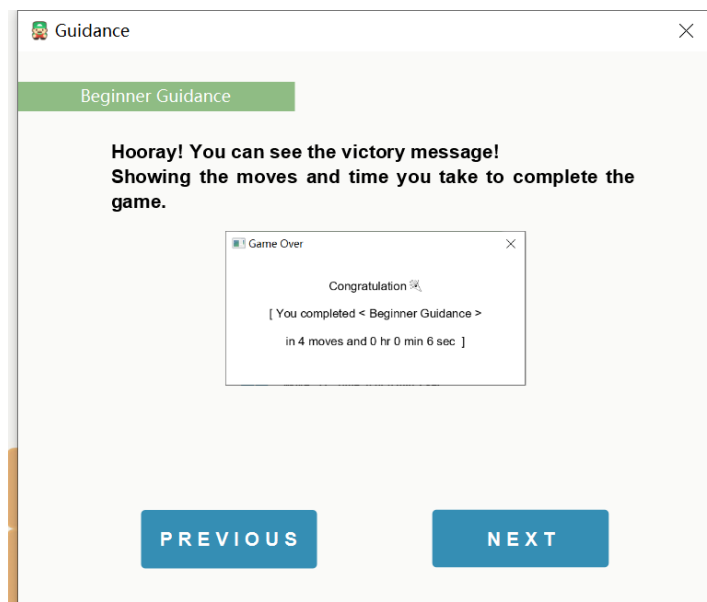 Guidance
Beginner Guidance
Hooray! You can see the victory message!
Showing the moves and time you take to complete the
game.
Game Over
Congratulation
[ You completed < Beginner Guidance >
in 4 moves and 0 hr 0 min 6 sec ]
PREVIOUS
NEXT